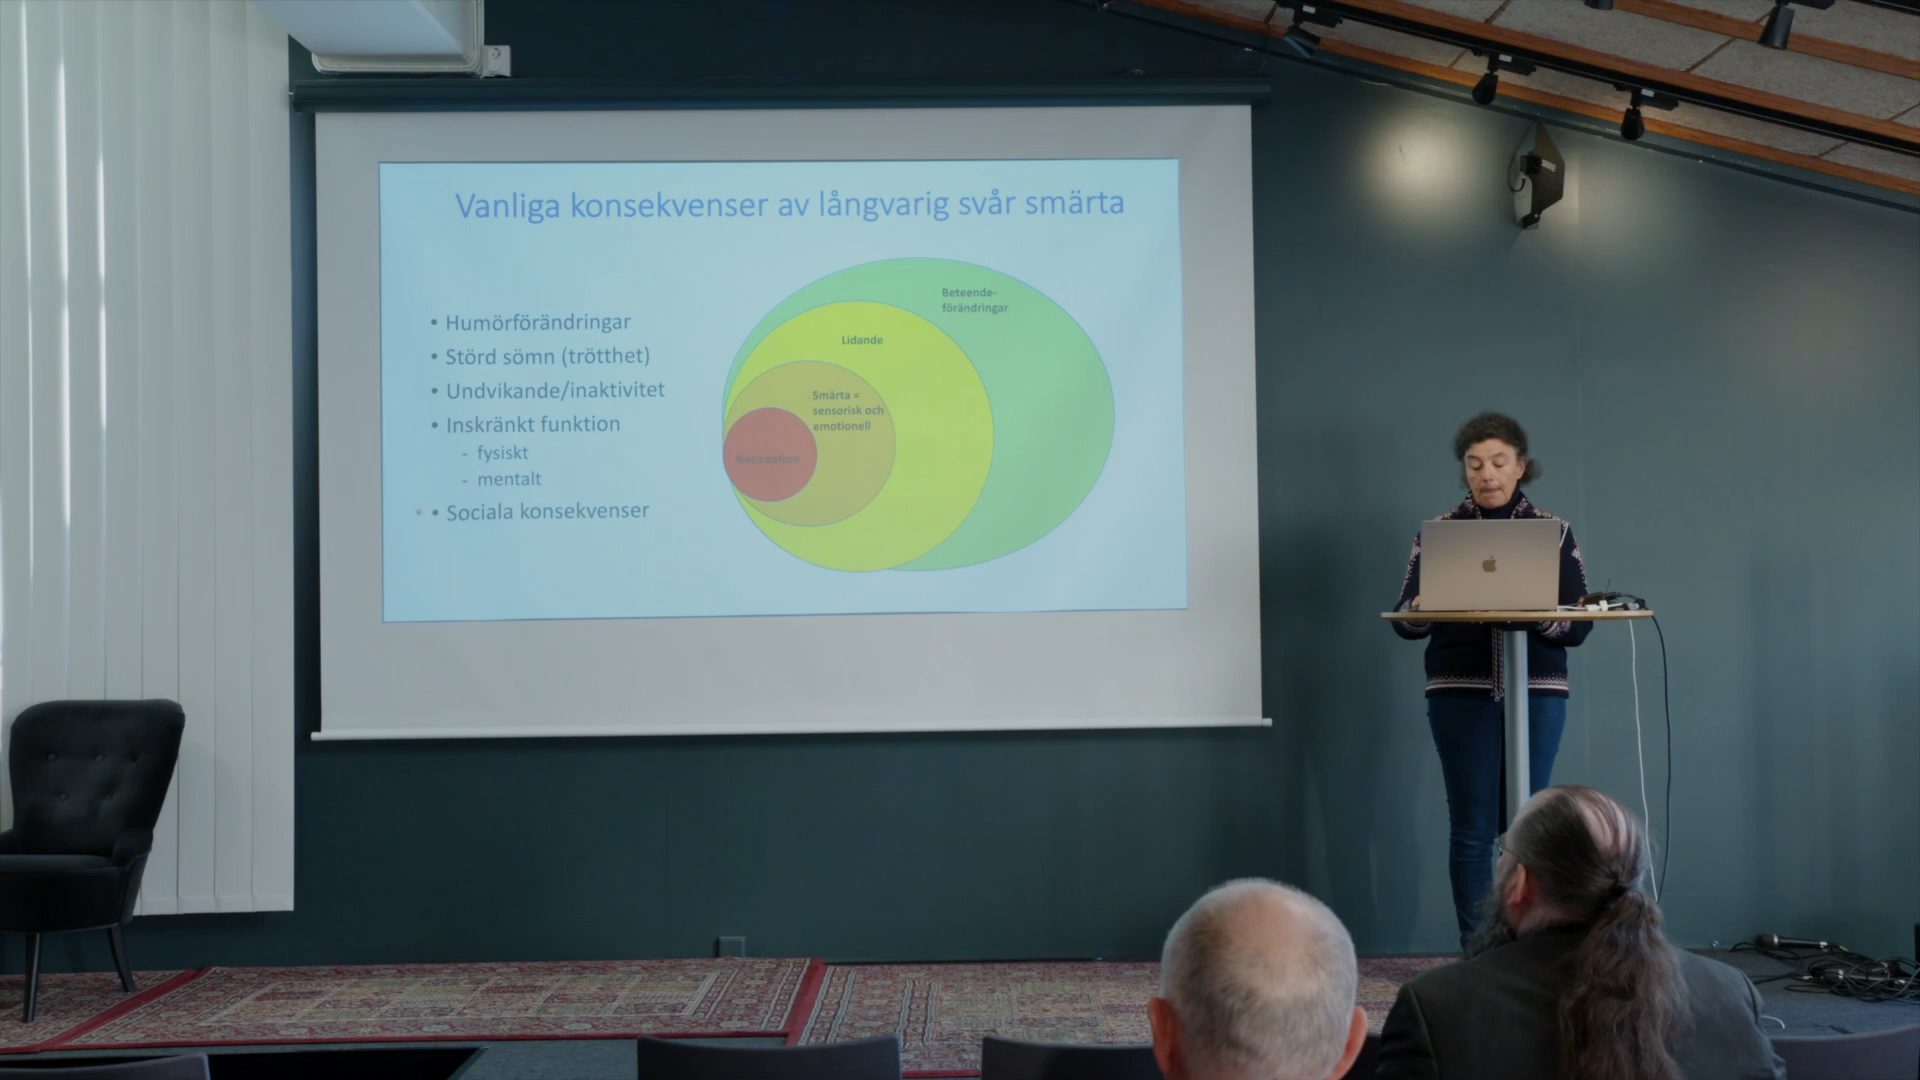 Vanliga konsekvenser av långvarig svår smärta
• Humörförändringar
• Störd sömn (trötthet)
• Undvikande/inaktivitet
• Inskränkt funktion
- fysiskt
- mentalt
• Sociala konsekvenser
Beteende-
förändringar
Lidande
Smärta =
sensorisk och
emotionell
Nociception